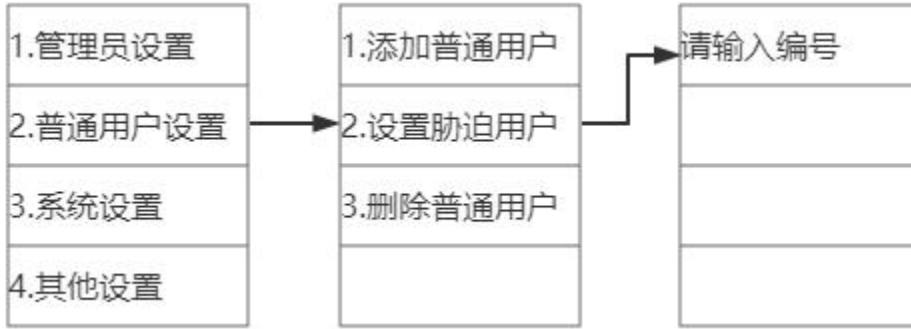 1.管理员设置
2.普通用户设置
3.系统设置
4.其他设置
1.添加普通用户
2.设置胁迫用户
3.删除普通用户
请输入编号